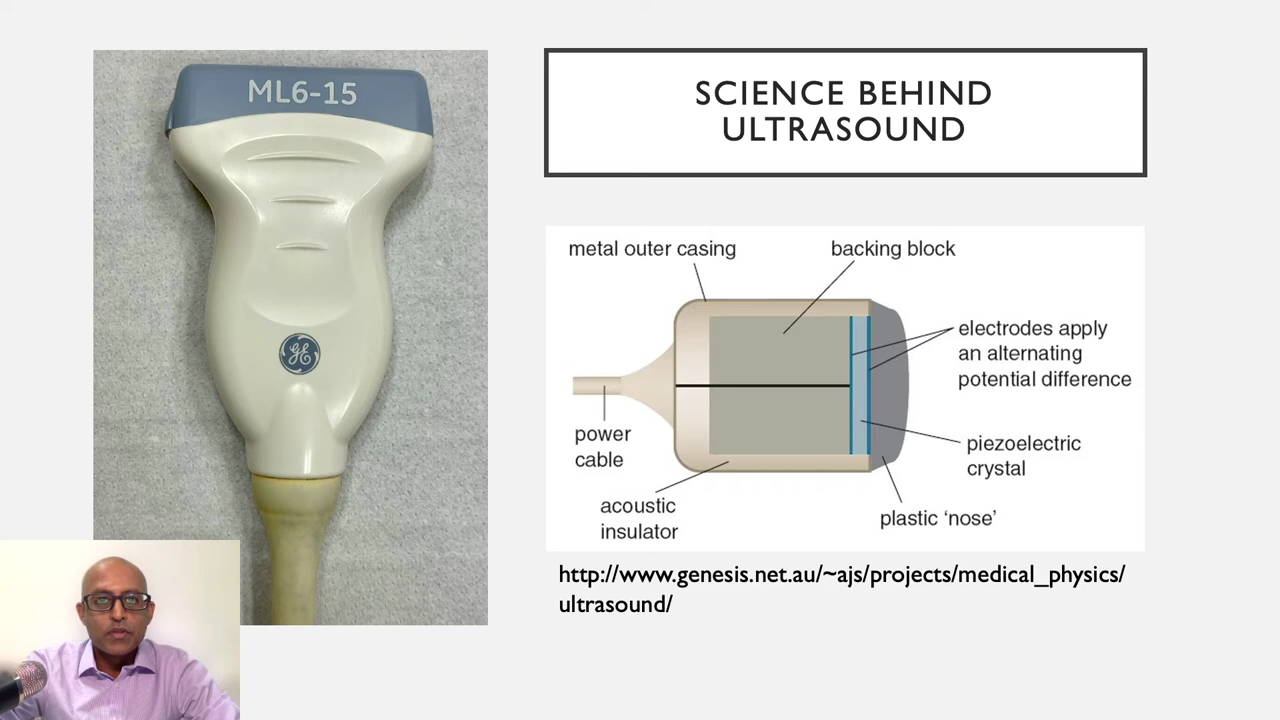 ML6-15
SCIENCE BEHIND
ULTRASOUND
metal outer casing
backing block
electrodes apply
an alternating
potential difference
power
cable
piezoelectric
crystal
acoustic
insulator
plastic ‘nose’
GE
http://www.genesis.net.au/~ajs/projects/medical_physics/
ultrasound/